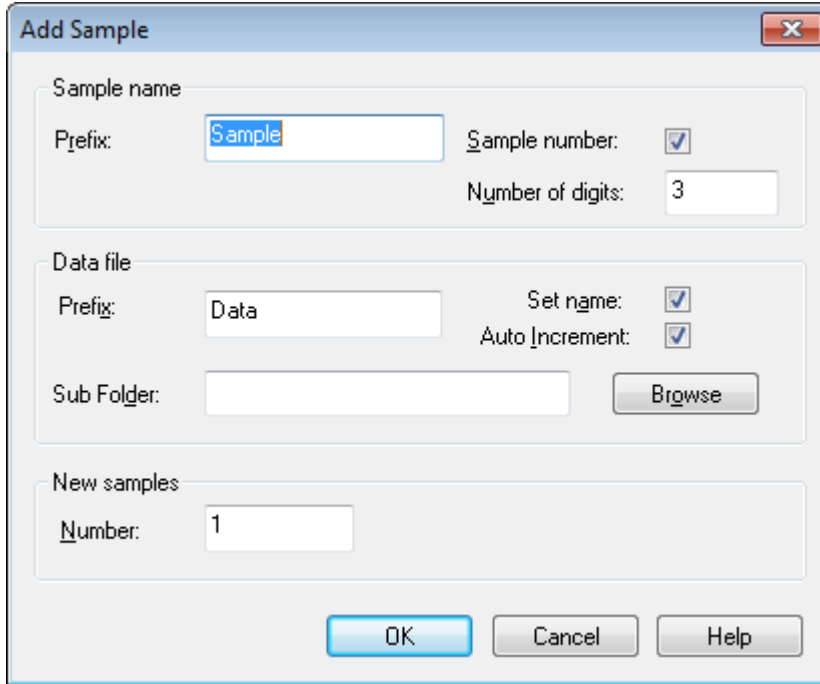 Add Sample
Sample name
Prefix: Sample Sample number:
Number of digits: 3
Data file
Prefix: Data Set name:
Auto Increment:
Sub Folder: Browse
New samples
Number: 1
OK Cancel Help